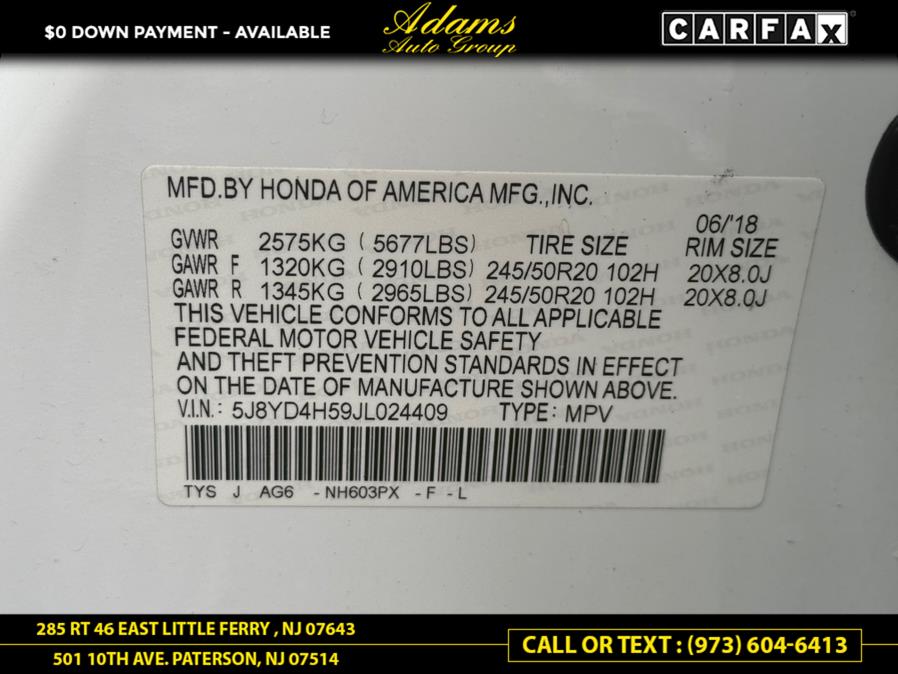 $0 DOWN PAYMENT - AVAILABLE
Adams
Auto Group
CARFAX
MFD.BY HONDA OF AMERICA MFG.,INC.
06/'18
GVWR 2575KG ( 5677LBS) TIRE SIZE RIM SIZE
GAWR F 1320KG ( 2910LBS) 245/50R20 102H 20X8.0J
GAWR R 1345KG ( 2965LBS) 245/50R20 102H 20X8.0J
THIS VEHICLE CONFORMS TO ALL APPLICABLE
FEDERAL MOTOR VEHICLE SAFETY
AND THEFT PREVENTION STANDARDS IN EFFECT
ON THE DATE OF MANUFACTURE SHOWN ABOVE.
V.I.N.: 5J8YD4H59JL024409 TYPE: MPV
TYS J AG6 -NH603PX -F -L
285 RT 46 EAST LITTLE FERRY , NJ 07643
501 10TH AVE. PATERSON, NJ 07514
CALL OR TEXT : (973) 604-6413